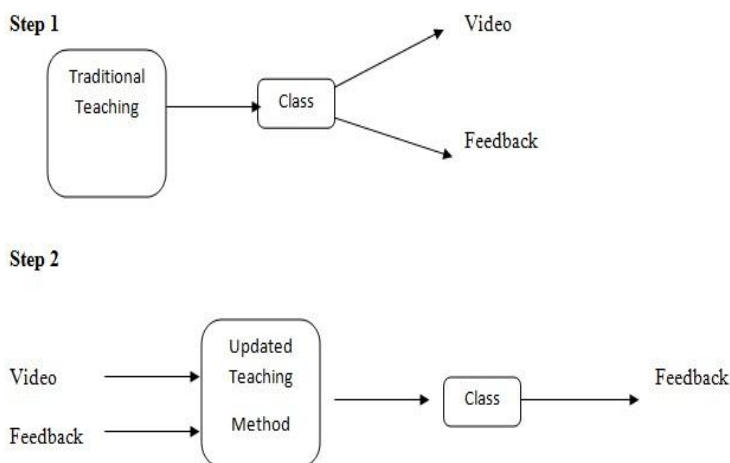 Step 1
Video
Traditional
Teaching
Class
Feedback
Step 2
Updated
Teaching
Method
Video
Feedback
Class
Feedback